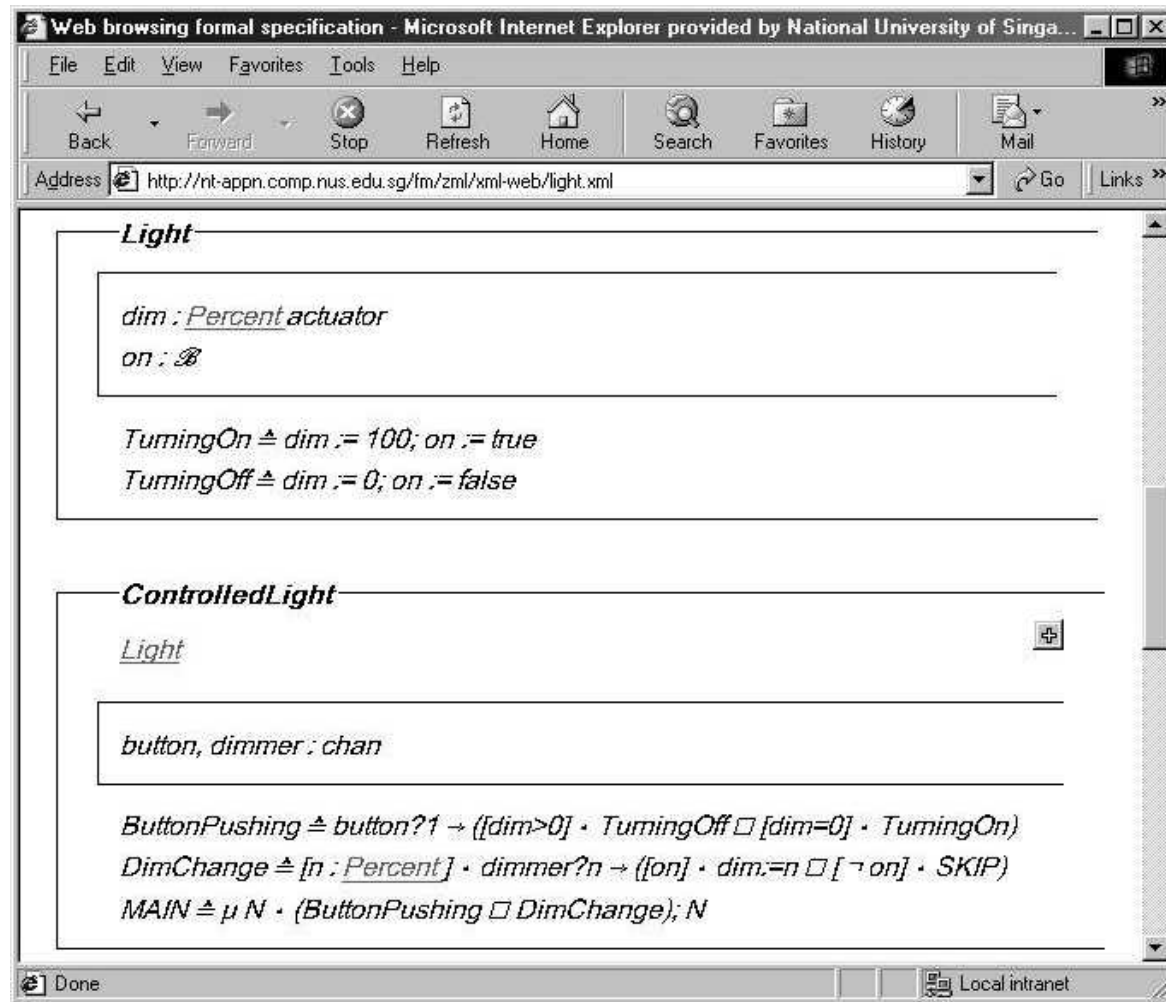 Web browsing formal specification - Microsoft Internet Explorer provided by National University of Singa...
File Edit View Favorites Tools Help
Back Forward Stop Refresh Home Search Favorites History Mail »
Address http://nt-appn.comp.nus.edu.sg/fm/zml/xml-web/light.xml Go Links »
Light
dim : Percent actuator
on : ℬ
TurningOn ≙ dim := 100; on := true
TurningOff ≙ dim := 0; on := false
ControlledLight
Light
button, dimmer : chan
ButtonPushing ≙ button?1 → ([dim>0] • TurningOff □ [dim=0] • TurningOn)
DimChange ≙ [n : Percent] • dimmer?n → ([on] • dim:=n □ [ ¬ on] • SKIP)
MAIN ≙ μ N • (ButtonPushing □ DimChange); N
Done Local intranet